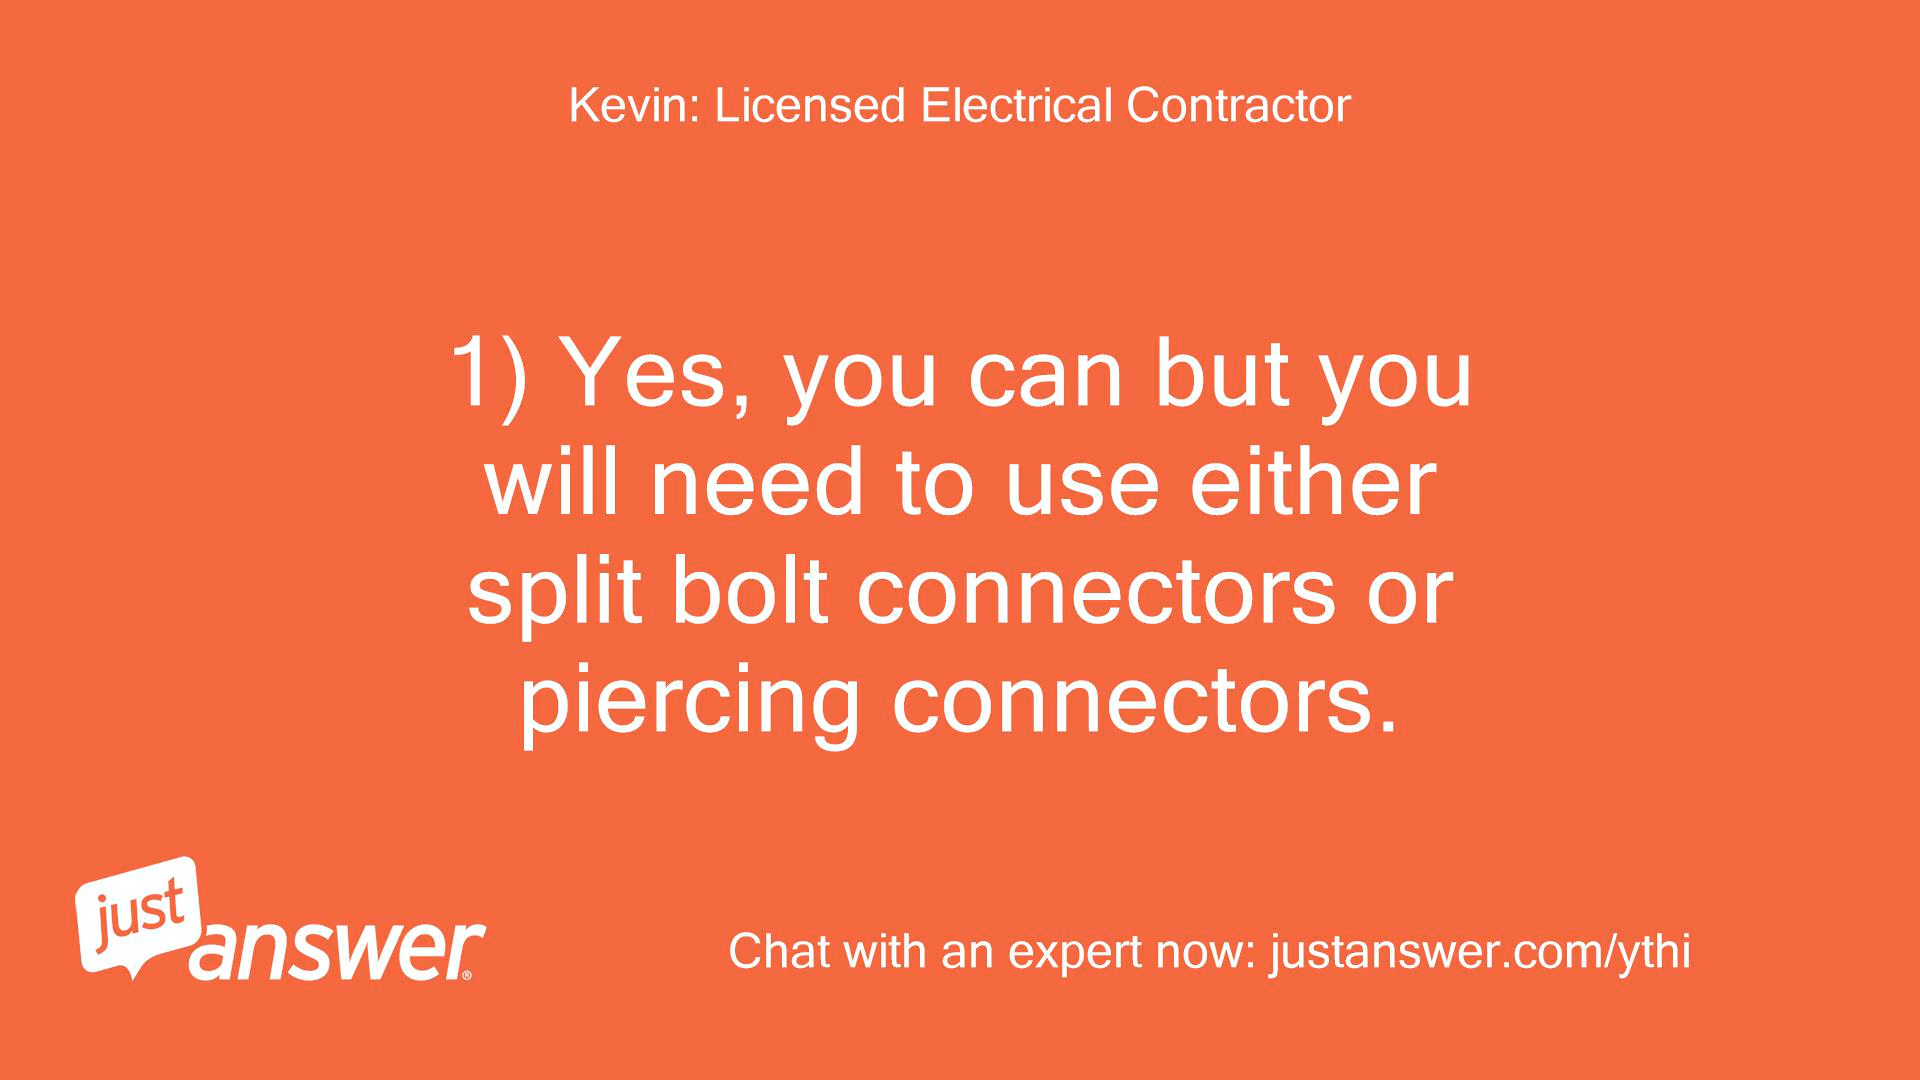 Kevin: Licensed Electrical Contractor
1) Yes, you can but you
will need to use either
split bolt connectors or
piercing connectors.
just
answer®
Chat with an expert now: justanswer.com/ythi